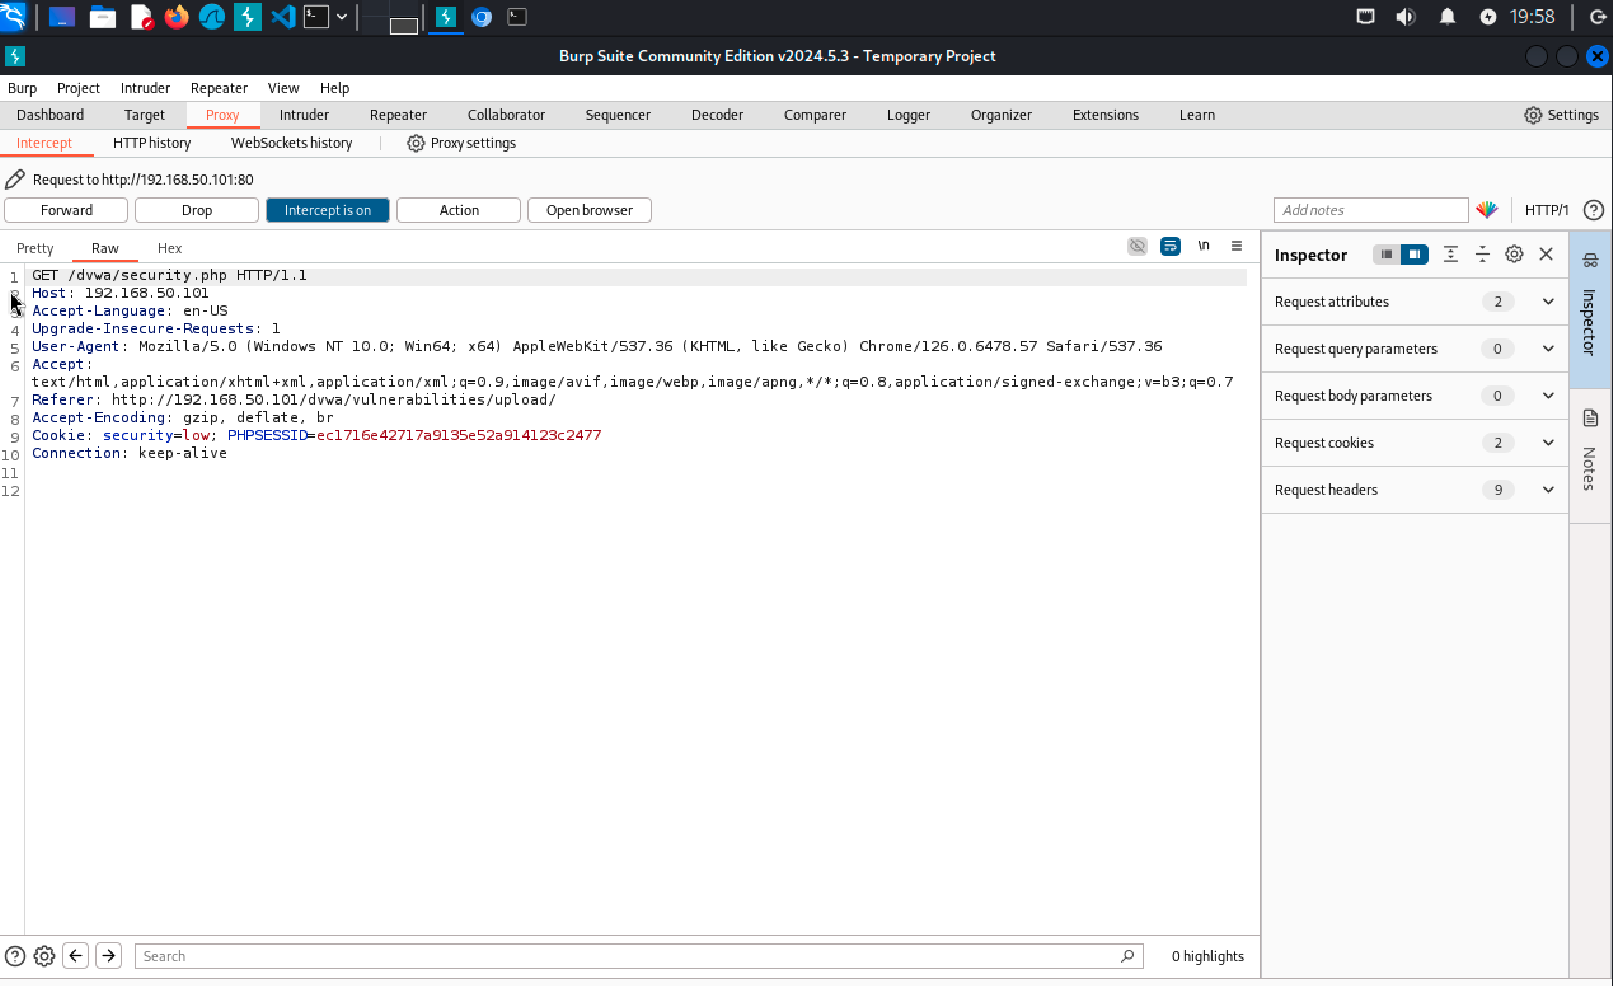 19:58
Burp Suite Community Edition v2024.5.3 - Temporary Project
Burp Project Intruder Repeater View Help
Dashboard Target Proxy Intruder Repeater Collaborator Sequencer Decoder Comparer Logger Organizer Extensions Learn Settings
Intercept HTTP history WebSockets history Proxy settings
Request to http://192.168.50.101:80
Forward Drop Intercept is on Action Open browser Add notes HTTP/1
Pretty Raw Hex \n
Inspector
1 GET /dvwa/security.php HTTP/1.1
2 Host: 192.168.50.101
3 Accept-Language: en-US
4 Upgrade-Insecure-Requests: 1
5 User-Agent: Mozilla/5.0 (Windows NT 10.0; Win64; x64) AppleWebKit/537.36 (KHTML, like Gecko) Chrome/126.0.6478.57 Safari/537.36
6 Accept:
text/html,application/xhtml+xml,application/xml;q=0.9,image/avif,image/webp,image/apng,*/*;q=0.8,application/signed-exchange;v=b3;q=0.7
7 Referer: http://192.168.50.101/dvwa/vulnerabilities/upload/
8 Accept-Encoding: gzip, deflate, br
9 Cookie: security=low; PHPSESSID=ec1716e42717a9135e52a914123c2477
10 Connection: keep-alive
11
12
Request attributes 2
Request query parameters 0
Request body parameters 0
Request cookies 2
Request headers 9
Inspector
Notes
Search
0 highlights